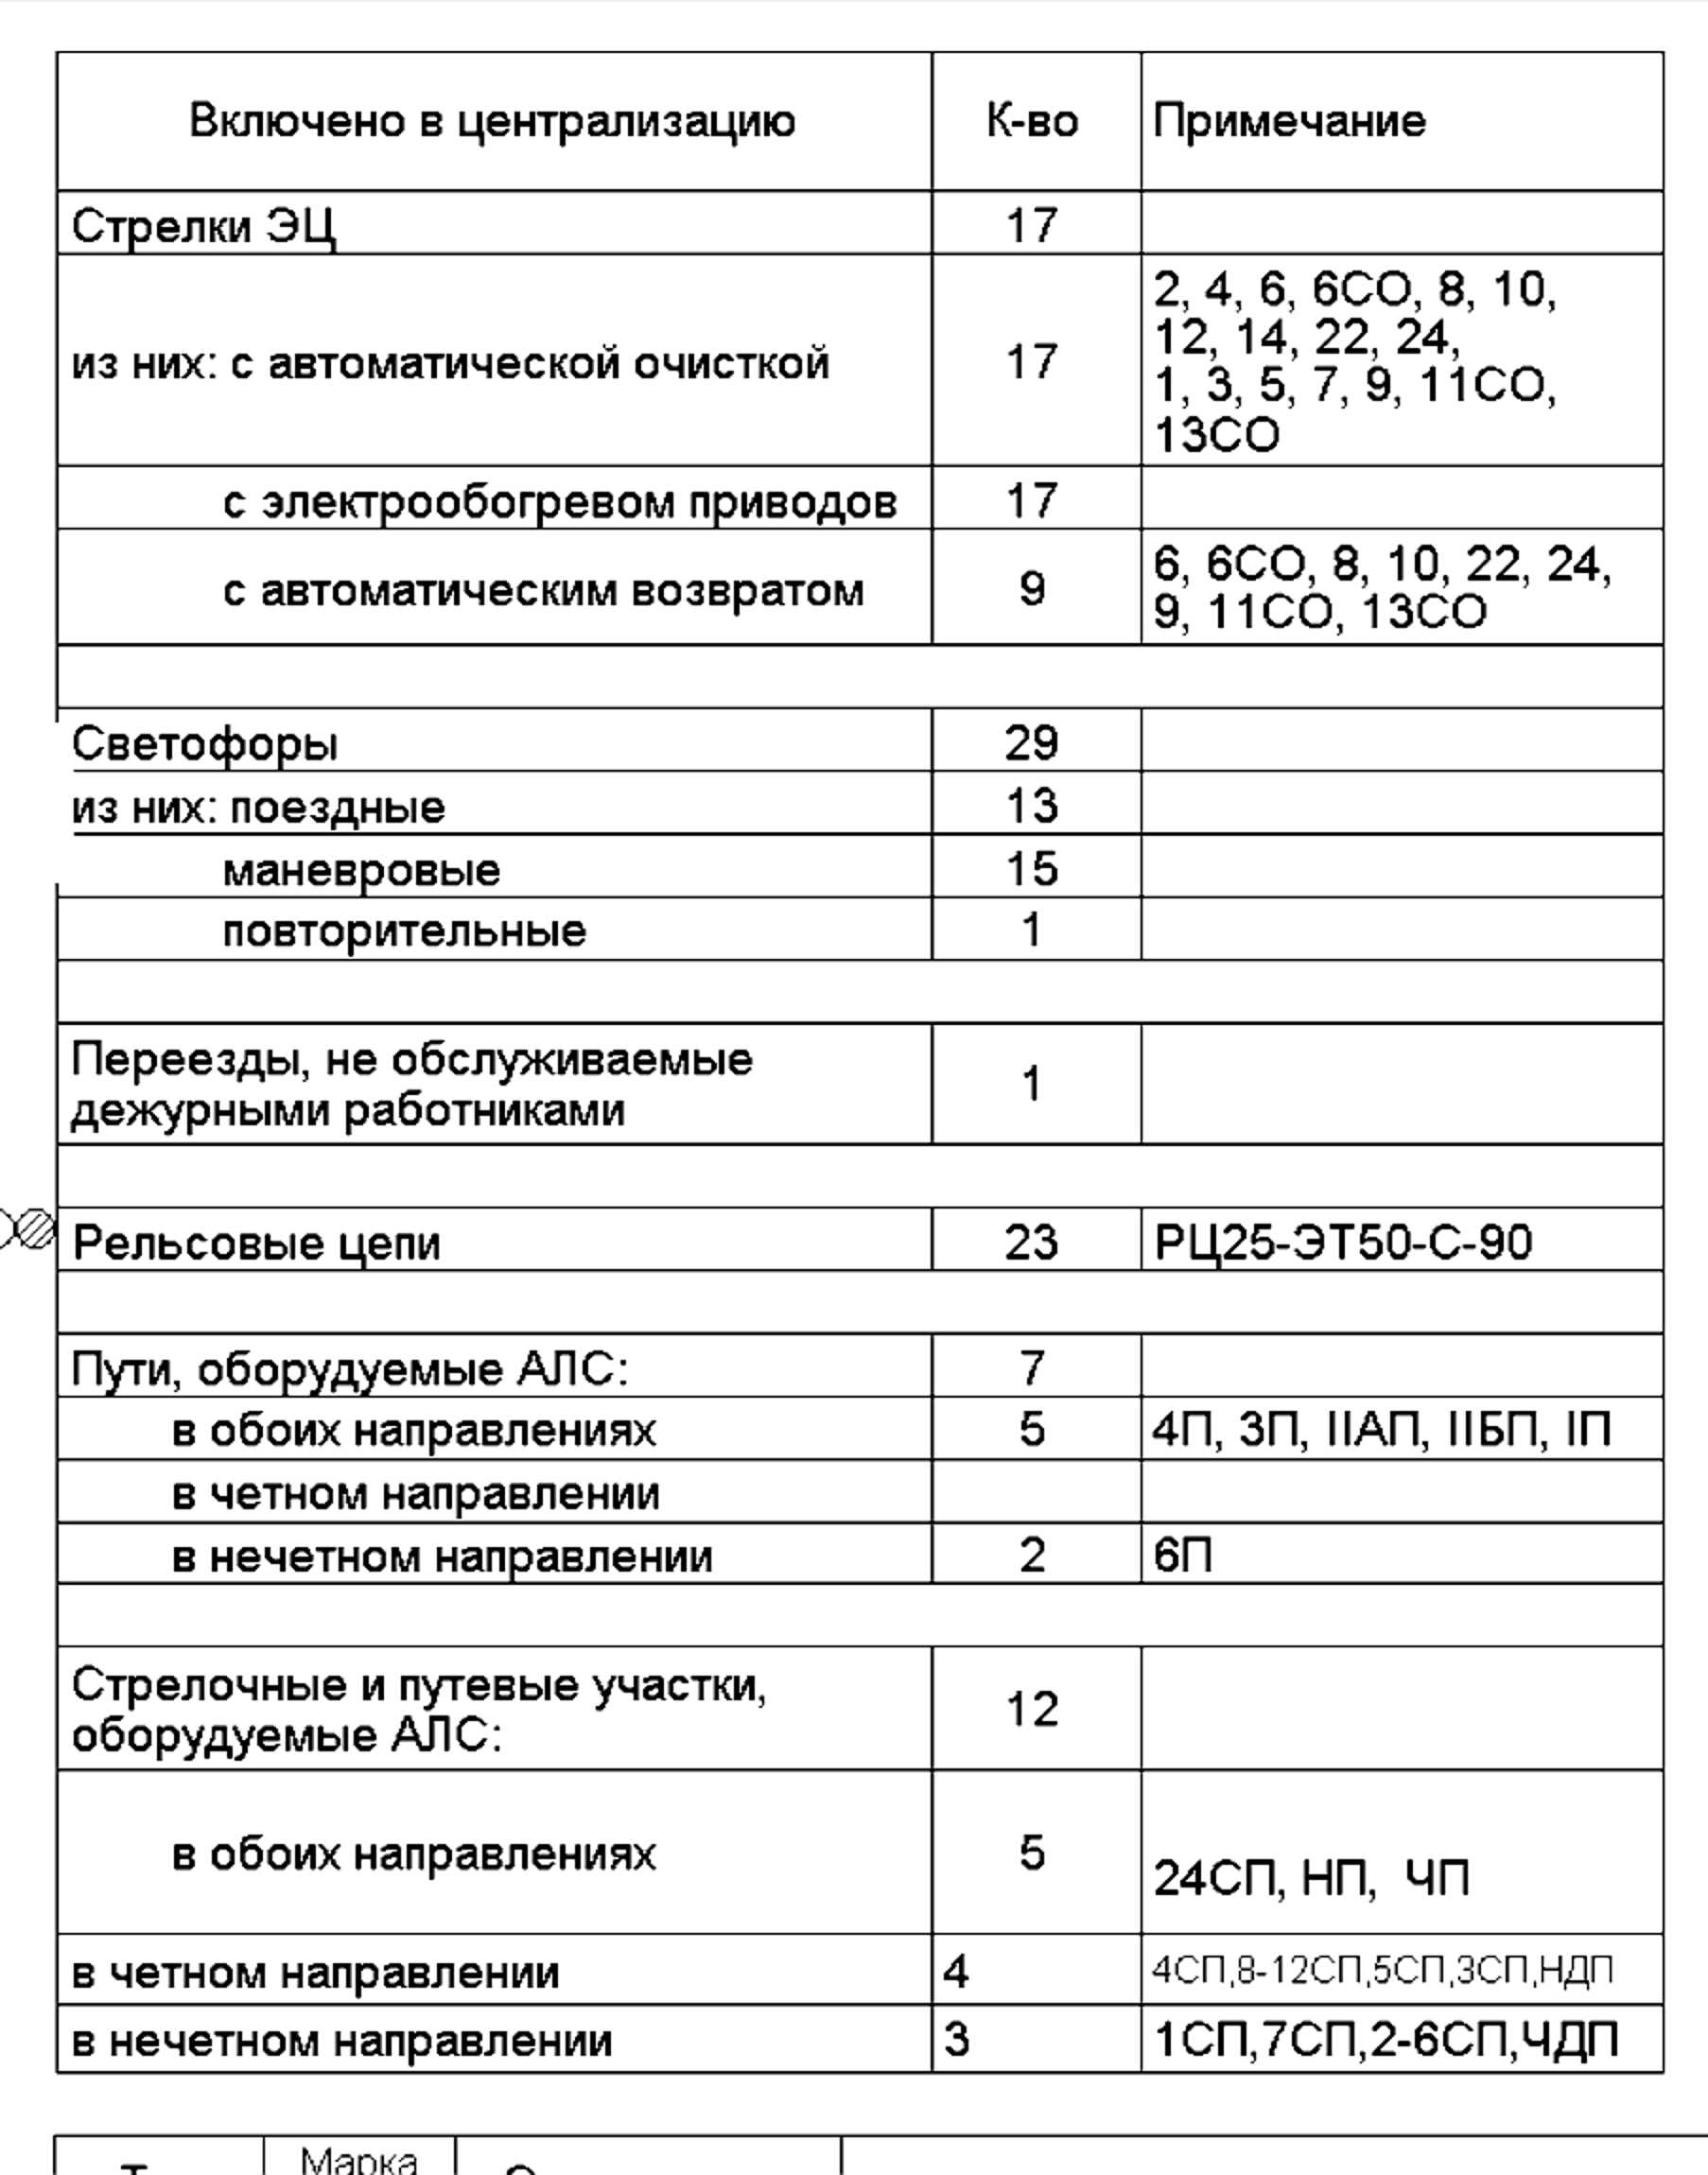 Включено в централизацию К-во Примечание
Стрелки ЭЦ 17
из них: с автоматической очисткой 17 2, 4, 6, 6СО, 8, 10,
12, 14, 22, 24,
1, 3, 5, 7, 9, 11СО,
13СО
с электрообогревом приводов 17
с автоматическим возвратом 9 6, 6СО, 8, 10, 22, 24,
9, 11СО, 13СО
Светофоры 29
из них: поездные 13
маневровые 15
повторительные 1
Переезды, не обслуживаемые
дежурными работниками 1
Рельсовые цепи 23 РЦ25-ЭТ50-С-90
Пути, оборудуемые АЛС: 7
в обоих направлениях 5 4П, 3П, IIАП, IIБП, IП
в четном направлении
в нечетном направлении 2 6П
Стрелочные и путевые участки,
оборудуемые АЛС: 12
в обоих направлениях 5 24СП, НП, ЧП
в четном направлении 4 4СП,8-12СП,5СП,3СП,НДП
в нечетном направлении 3 1СП,7СП,2-6СП,ЧДП
Марка